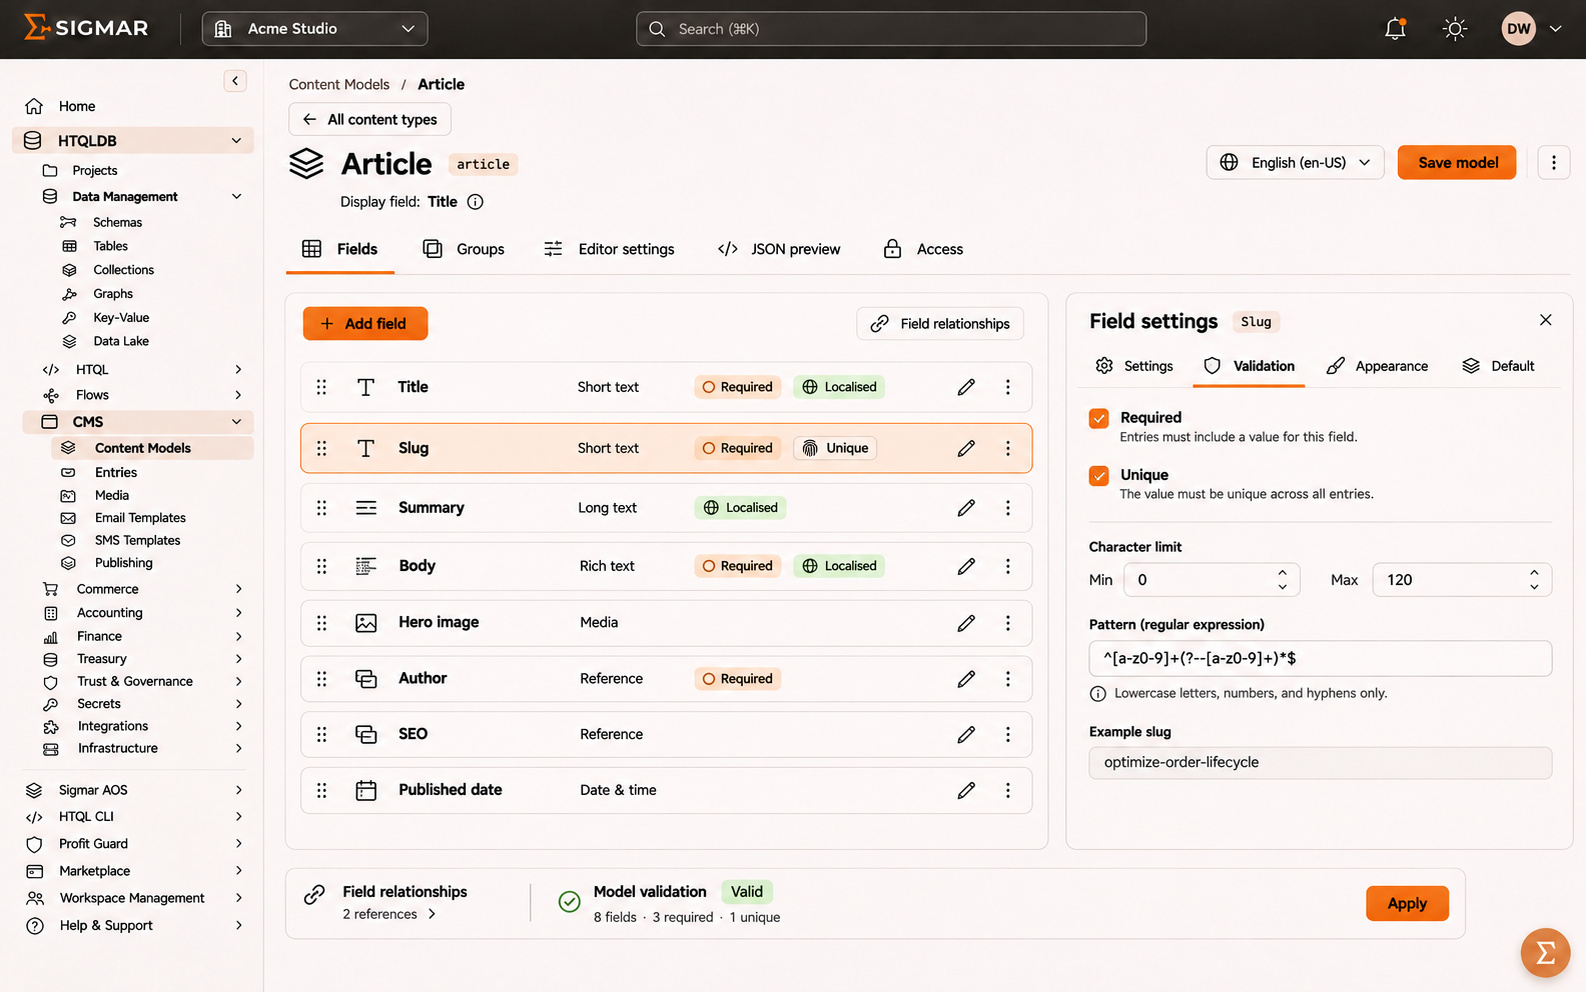 SIGMAR
Acme Studio
Search (⌘K)
DW
Home
HTQLDB
Projects
Data Management
Schemas
Tables
Collections
Graphs
Key-Value
Data Lake
HTQL
Flows
CMS
Content Models
Entries
Media
Email Templates
SMS Templates
Publishing
Commerce
Accounting
Finance
Treasury
Trust & Governance
Secrets
Integrations
Infrastructure
Sigmar AOS
HTQL CLI
Profit Guard
Marketplace
Workspace Management
Help & Support
Content Models / Article
All content types
Article article
Display field: Title
English (en-US)
Save model
Fields Groups Editor settings JSON preview Access
Add field
Field relationships
Title Short text Required Localised
Slug Short text Required Unique
Summary Long text Localised
Body Rich text Required Localised
Hero image Media
Author Reference Required
SEO Reference
Published date Date & time
Field settings Slug
Settings Validation Appearance Default
Required
Entries must include a value for this field.
Unique
The value must be unique across all entries.
Character limit
Min 0 Max 120
Pattern (regular expression)
^[a-z0-9]+(?--[a-z0-9]+)*$
Lowercase letters, numbers, and hyphens only.
Example slug
optimize-order-lifecycle
Field relationships
2 references
Model validation Valid
8 fields · 3 required · 1 unique
Apply